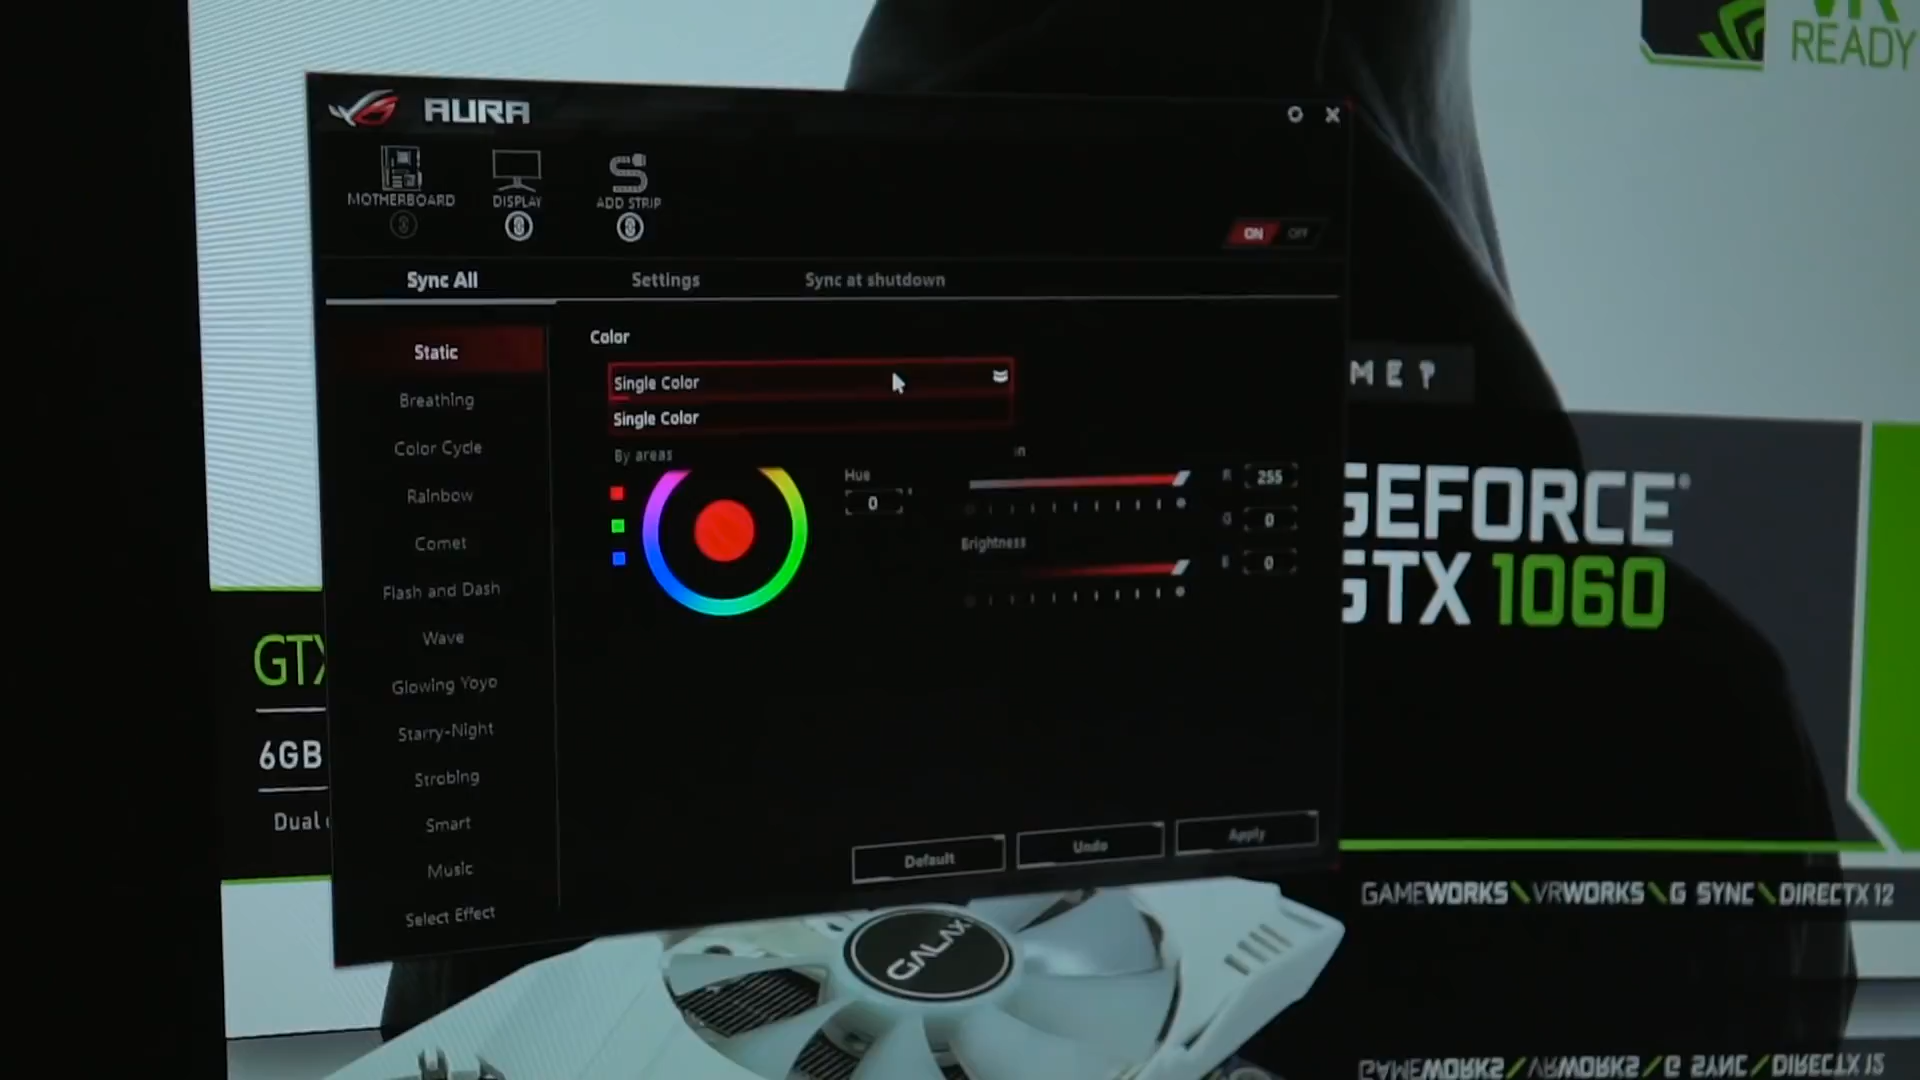 VR
READY
AURA
MOTHERBOARD
DISPLAY
ADD STRIP
ON OFF
Sync All
Settings
Sync at shutdown
Static
Breathing
Color Cycle
Rainbow
Comet
Flash and Dash
Wave
Glowing Yoyo
Starry-Night
Strobing
Smart
Music
Select Effect
Color
Single Color
Single Color
By areas
Hue
0
Brightness
R 255
G 0
B 0
Default
Undo
Apply
ME?
GEFORCE®
GTX 1060
GTX
6GB
Dual
GAMEWORKS\VRWORKS\G SYNC\DIRECTX 12
GALAX